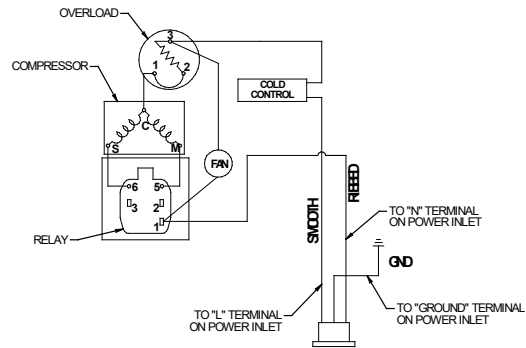 OVERLOAD
3
1
2
COMPRESSOR
COLD
CONTROL
C
S
M
FAN
6
5
3
2
1
RELAY
SMOOTH
RIBBED
TO "N" TERMINAL
ON POWER INLET
GND
TO "L" TERMINAL
ON POWER INLET
TO "GROUND" TERMINAL
ON POWER INLET